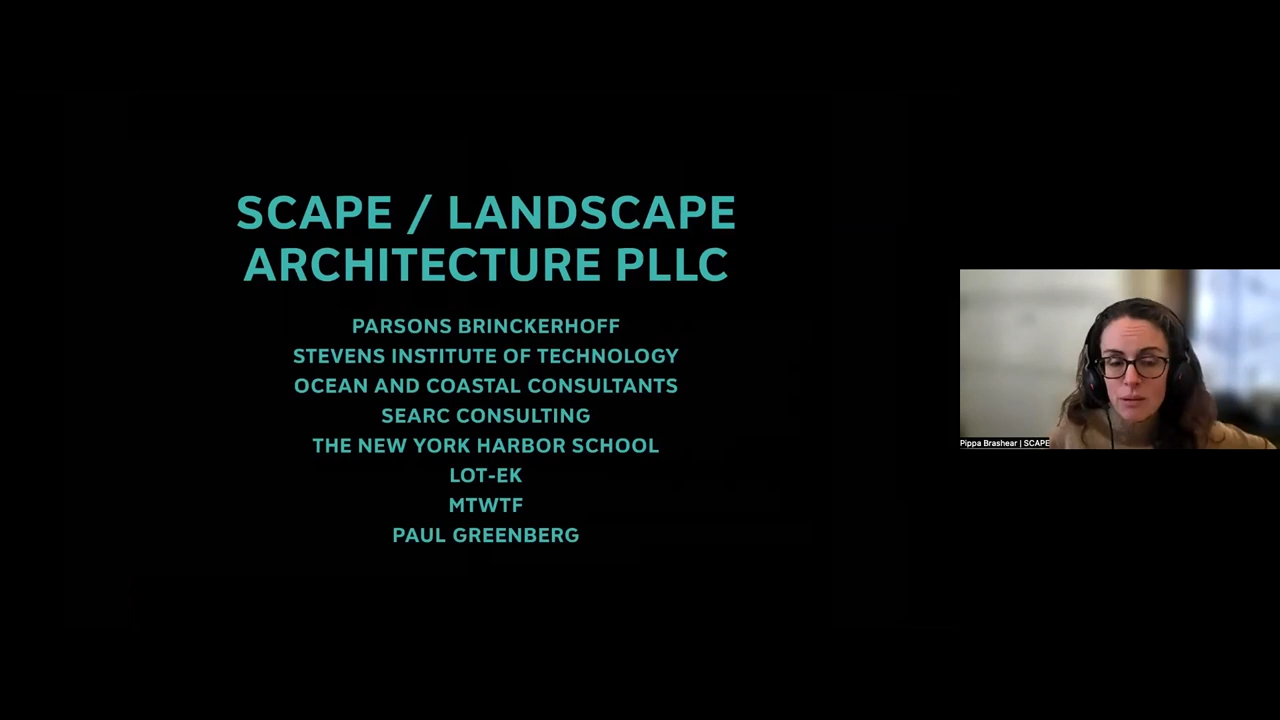 SCAPE / LANDSCAPE
ARCHITECTURE PLLC
PARSONS BRINCKERHOFF
STEVENS INSTITUTE OF TECHNOLOGY
OCEAN AND COASTAL CONSULTANTS
SEARC CONSULTING
THE NEW YORK HARBOR SCHOOL
LOT-EK
MTWTF
PAUL GREENBERG
Pippa Brashear | SCAPE